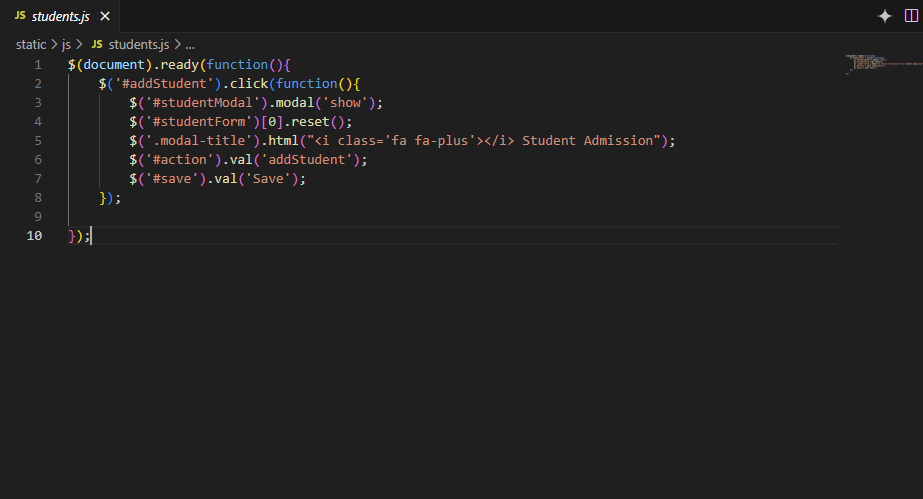 JS students.js ×
static > js > JS students.js > ...
1 $(document).ready(function(){
2 $('#addStudent').click(function(){
3 $('#studentModal').modal('show');
4 $('#studentForm')[0].reset();
5 $('.modal-title').html("<i class='fa fa-plus'></i> Student Admission");
6 $('#action').val('addStudent');
7 $('#save').val('Save');
8 });
9
10 });